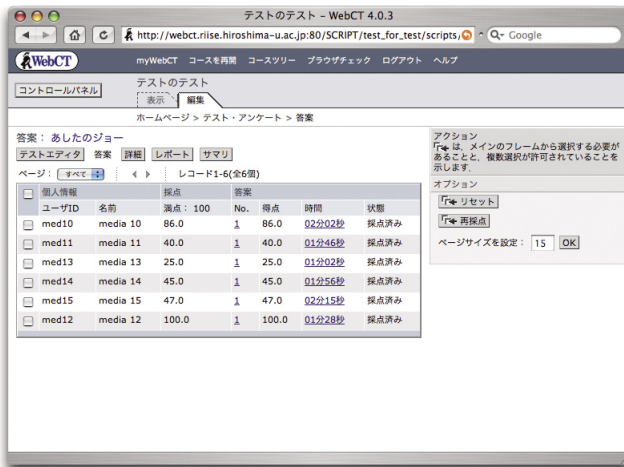 テストのテスト – WebCT 4.0.3
http://webct.riise.hiroshima-u.ac.jp:80/SCRIPT/test_for_test/scripts/
Google
WebCT
myWebCT コースを再開 コースツリー ブラウザチェック ログアウト ヘルプ
コントロールパネル
テストのテスト
表示 編集
ホームページ > テスト・アンケート > 答案
答案： あしたのジョー
テストエディタ 答案 詳細 レポート サマリ
ページ： すべて レコード1-6(全6個)
個人情報 採点 答案
ユーザID 名前 満点： 100 No. 得点 時間 状態
med10 media 10 86.0 1 86.0 02分02秒 採点済み
med11 media 11 40.0 1 40.0 01分46秒 採点済み
med13 media 13 25.0 1 25.0 01分02秒 採点済み
med14 media 14 45.0 1 45.0 01分56秒 採点済み
med15 media 15 47.0 1 47.0 02分15秒 採点済み
med12 media 12 100.0 1 100.0 01分28秒 採点済み
アクション
は、メインのフレームから選択する必要が
あることと、複数選択が許可されていることを
示します.
オプション
リセット
再採点
ページサイズを設定： 15 OK